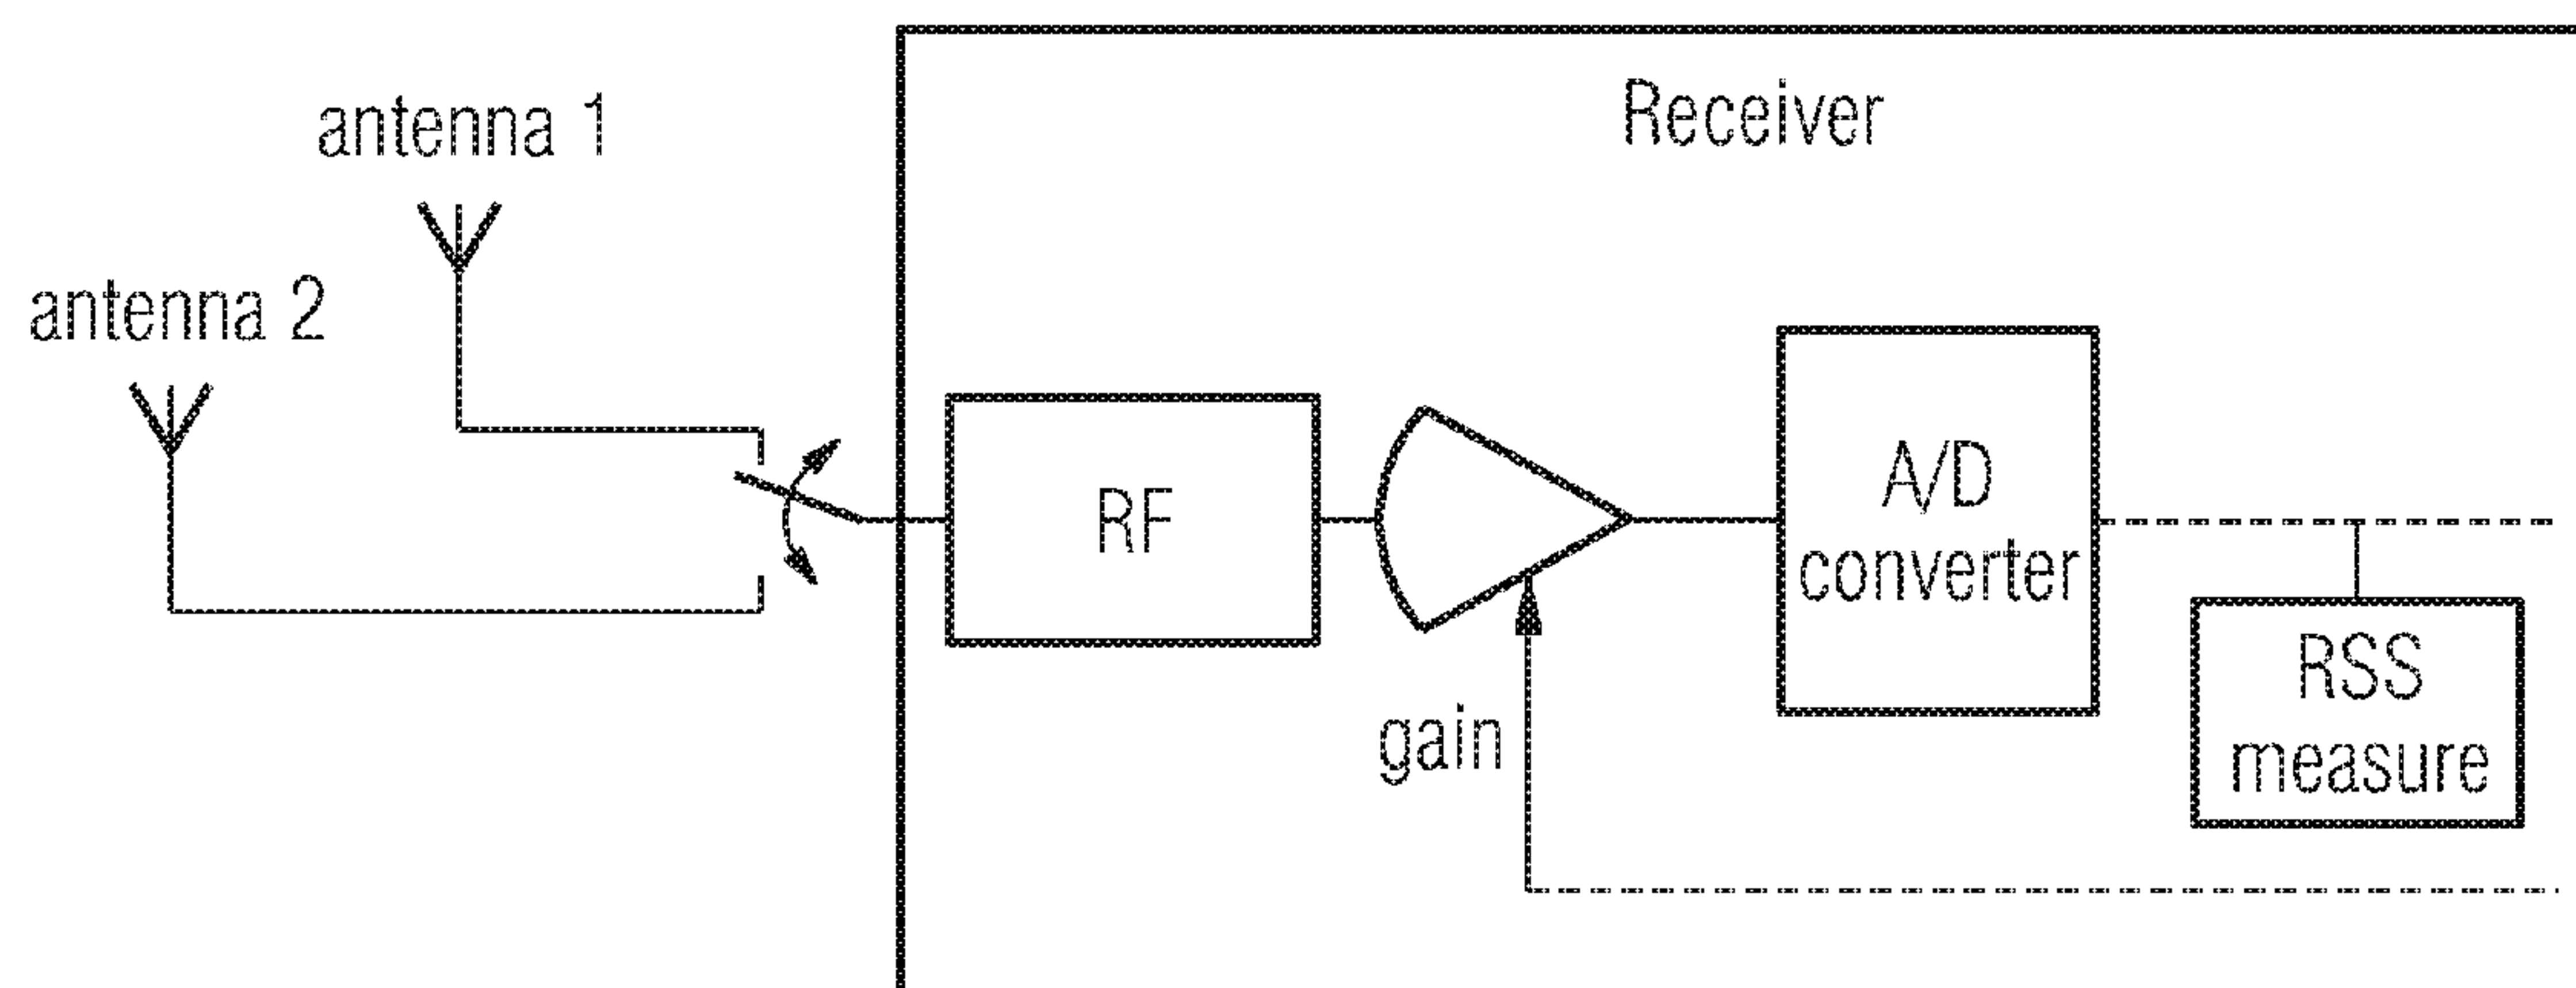 Receiver
antenna 1
antenna 2
RF
A/D
converter
gain
RSS
measure